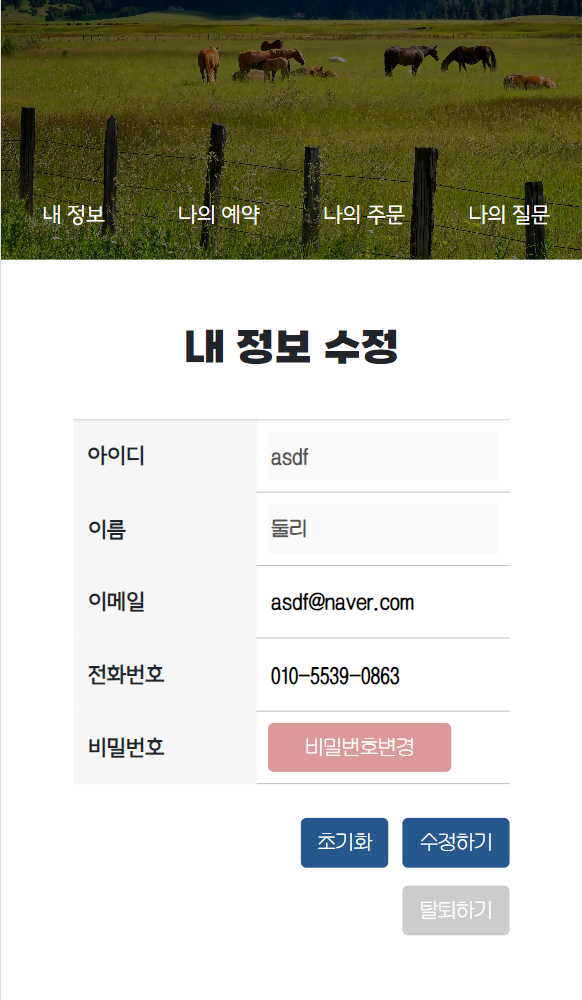 내 정보 나의 예약 나의 주문 나의 질문
내 정보 수정
아이디 asdf
이름 둘리
이메일 asdf@naver.com
전화번호 010-5539-0863
비밀번호 비밀번호변경
초기화 수정하기
탈퇴하기